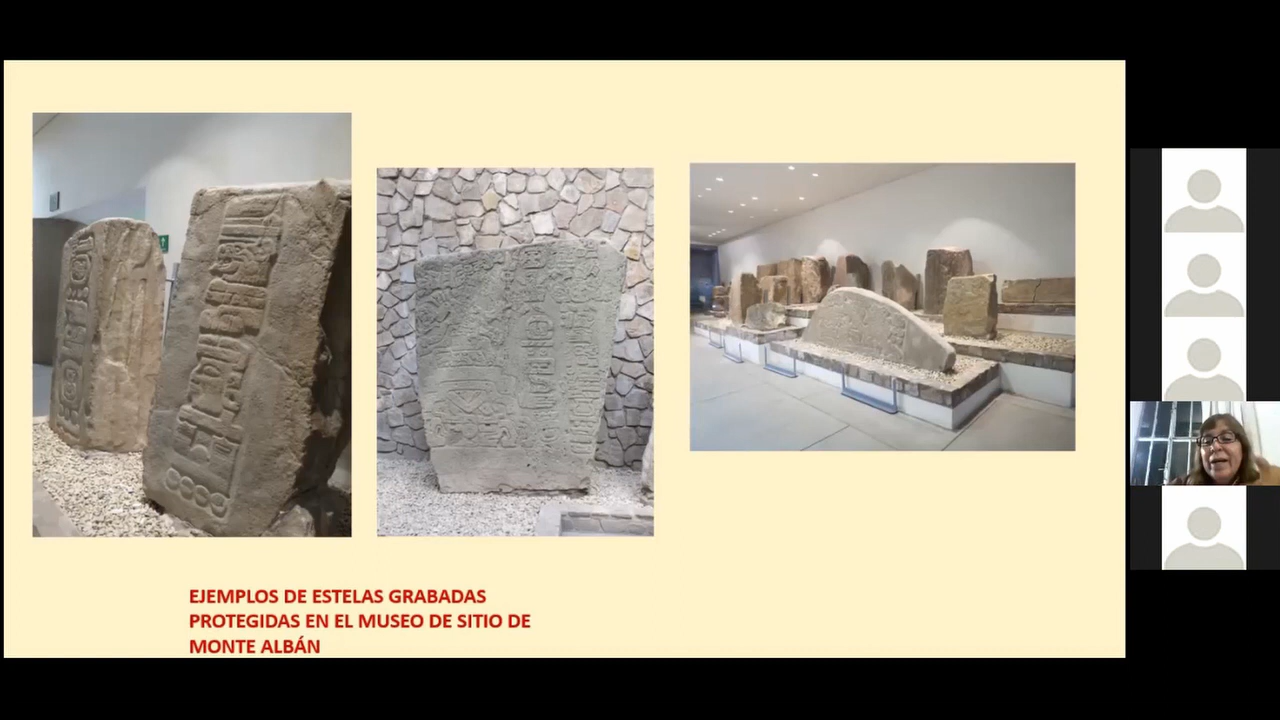 EJEMPLOS DE ESTELAS GRABADAS
PROTEGIDAS EN EL MUSEO DE SITIO DE
MONTE ALBÁN